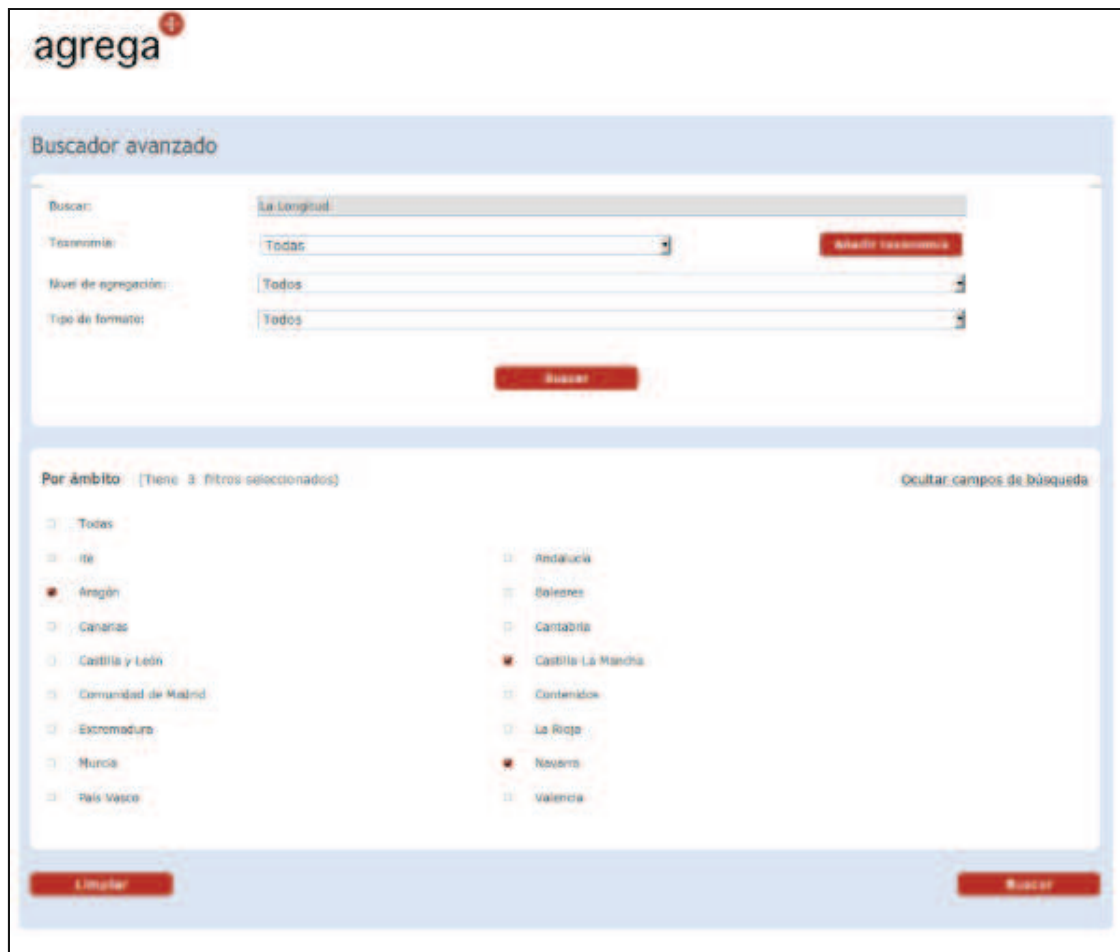 agrega
Buscador avanzado
Buscar: La Longitud
Taxonomía: Todas Añadir taxonomía
Nivel de agregación: Todos
Tipo de formato: Todos
Buscar
Por ámbito (Tiene 3 filtros seleccionados) Ocultar campos de búsqueda
Todas
ite Andalucía
Aragón Baleares
Canarias Cantabria
Castilla y León Castilla La Mancha
Comunidad de Madrid Contenidos
Extremadura La Rioja
Murcia Navarra
País Vasco Valencia
Limpiar Buscar